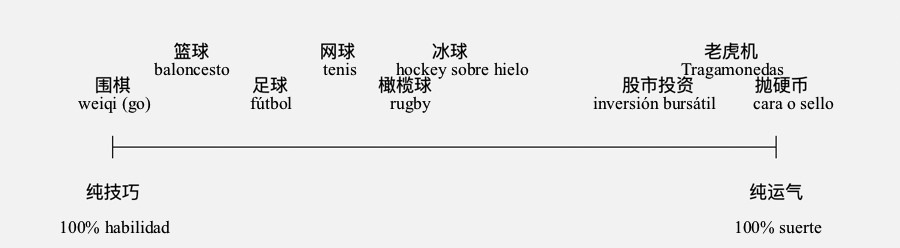 篮球
baloncesto
网球
tenis
冰球
hockey sobre hielo
老虎机
Tragamonedas
围棋
weiqi (go)
足球
fútbol
橄榄球
rugby
股市投资
inversión bursátil
抛硬币
cara o sello
纯技巧
100% habilidad
纯运气
100% suerte